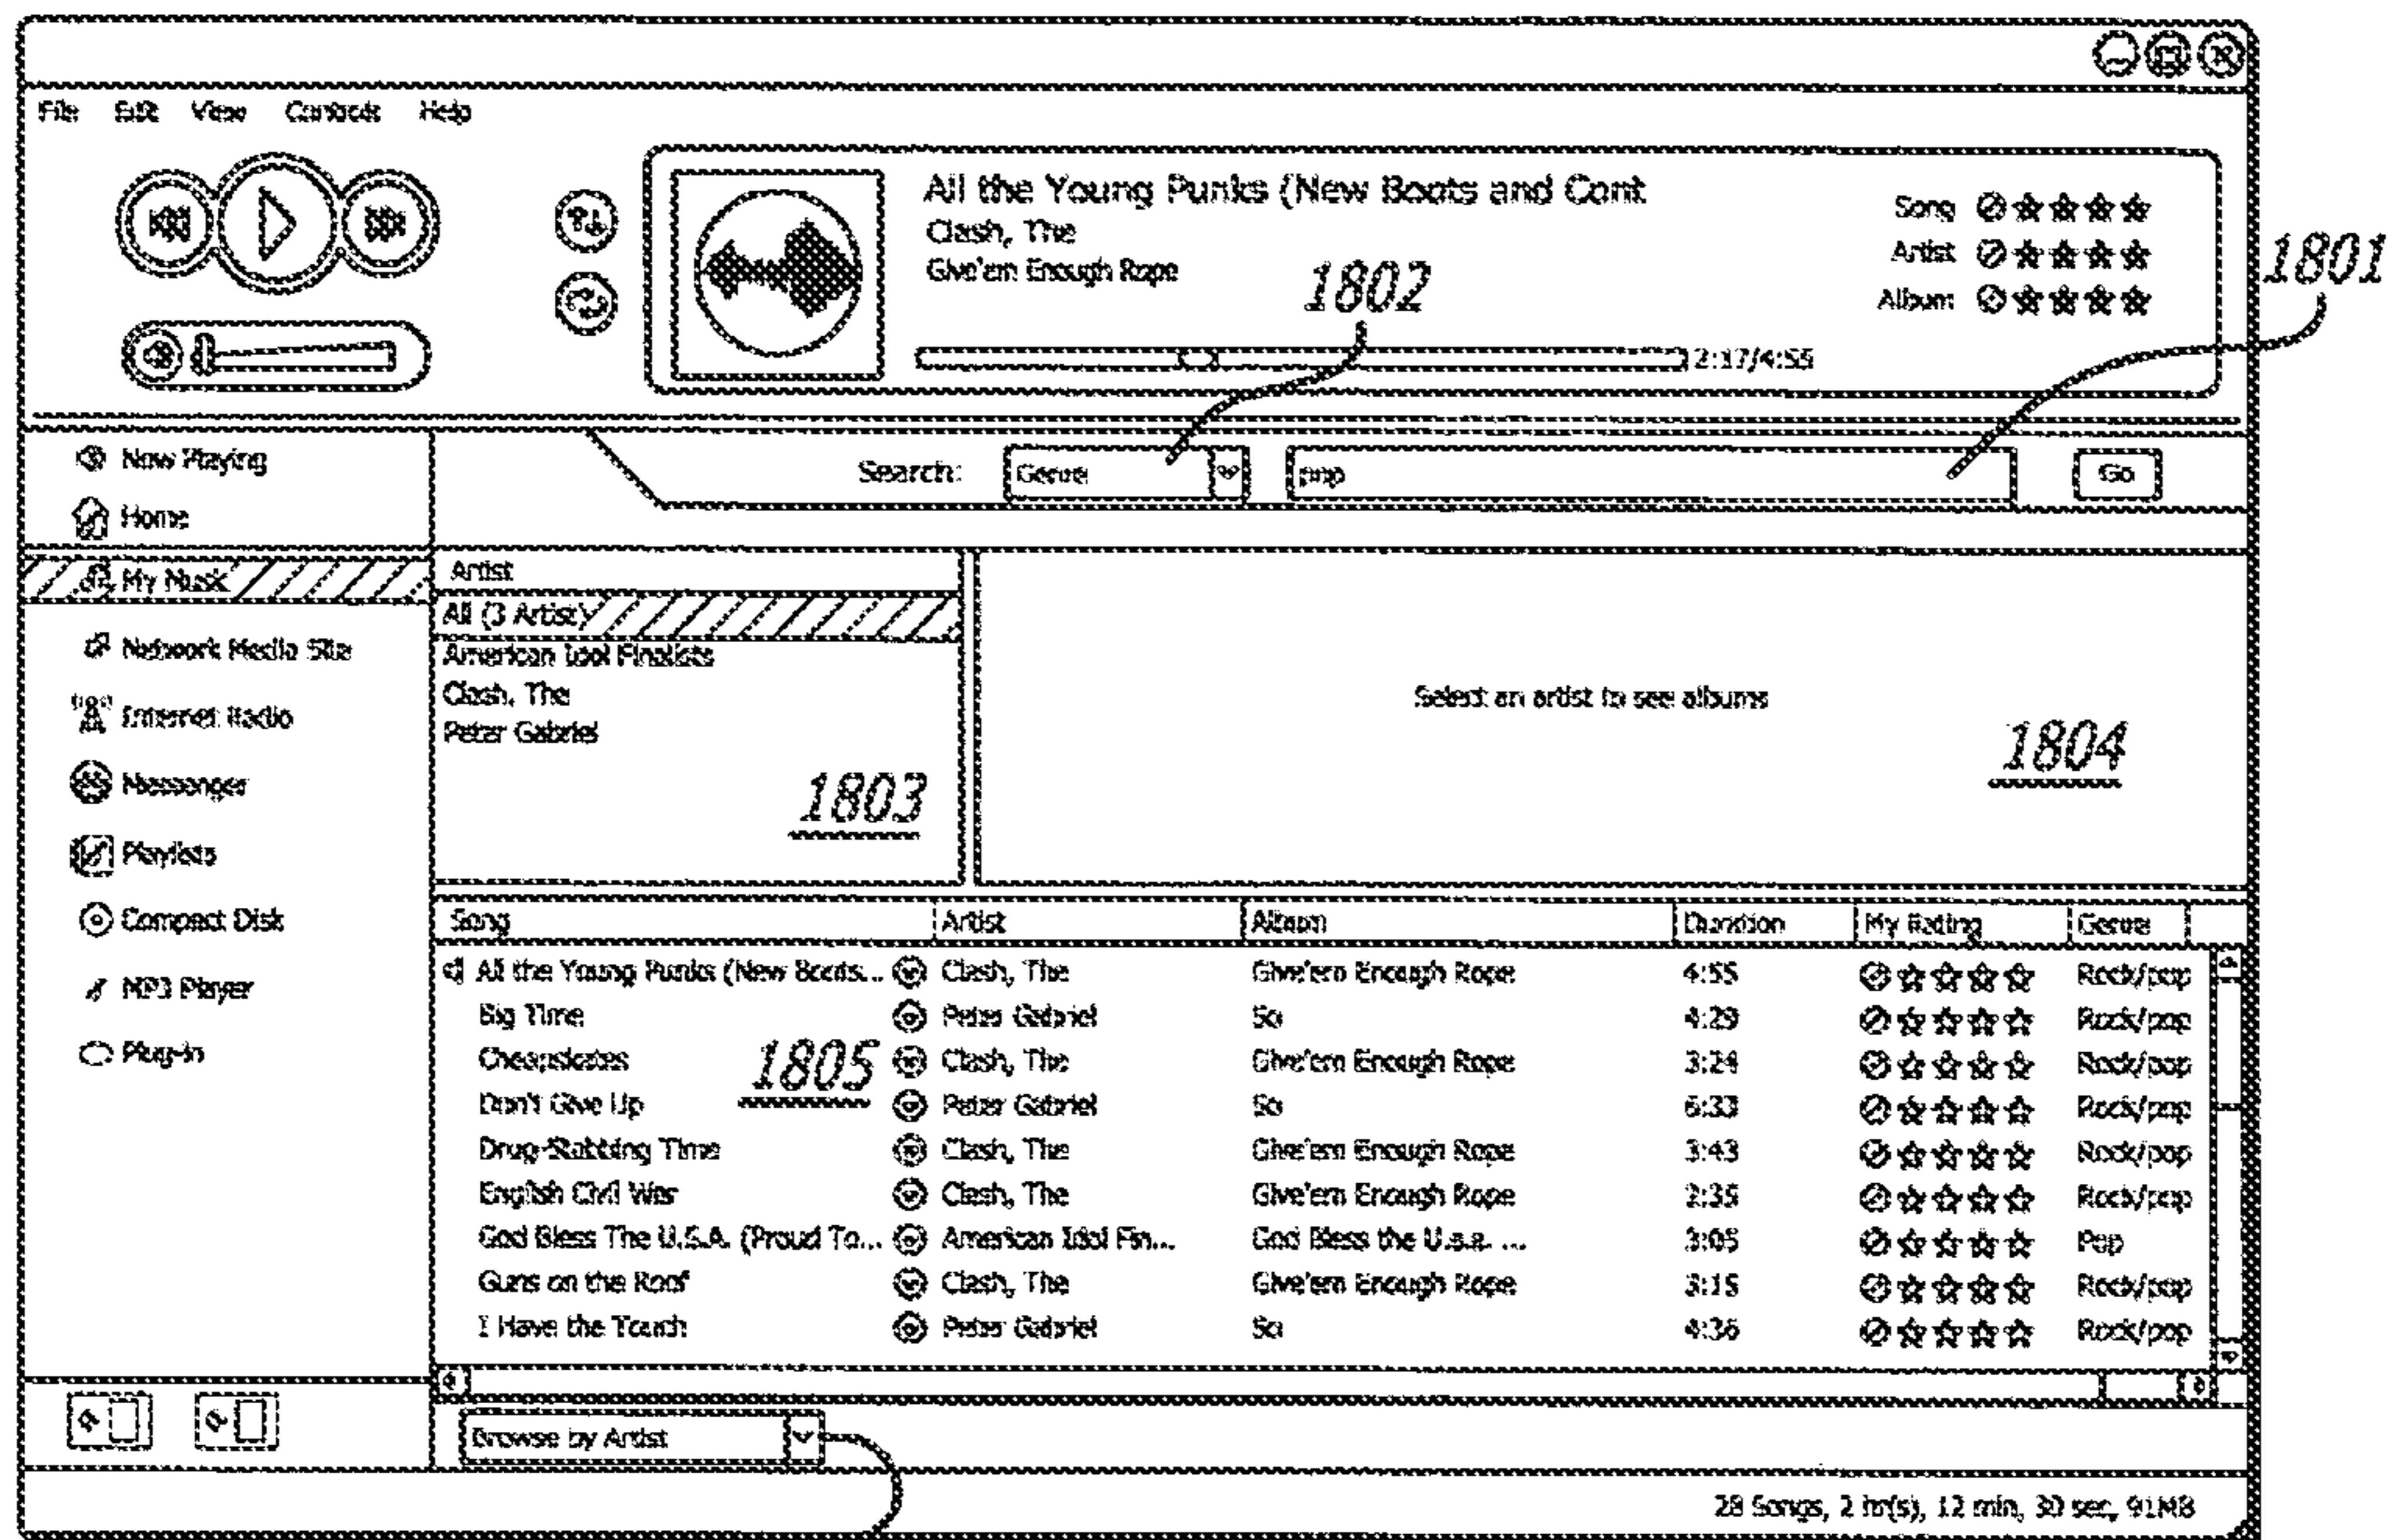 File Edit View Controls Help
All the Young Punks (New Boots and Cont
Clash, The
Give'em Enough Rope
Song
Artist
Album
1801
1802
2:17/4:55
Search: Genre pop Go
Now Playing
Home
My Music
Network Media Site
Internet Radio
Messenger
Playlists
Compact Disk
MP3 Player
Plug-in
Artist
All (3 Artist)
American Idol Finalists
Clash, The
Peter Gabriel
1803
Select an artist to see albums
1804
Song Artist Album Duration My Rating Genre
All the Young Punks (New Boots... Clash, The Give'em Enough Rope 4:55 Rock/pop
Big Time Peter Gabriel So 4:29 Rock/pop
Cheapskates Clash, The Give'em Enough Rope 3:24 Rock/pop
1805
Don't Give Up Peter Gabriel So 6:33 Rock/pop
Drug-Stabbing Time Clash, The Give'em Enough Rope 3:43 Rock/pop
English Civil War Clash, The Give'em Enough Rope 2:35 Rock/pop
God Bless The U.S.A. (Proud To... American Idol Fin... God Bless the U.s.a. ... 3:05 Pop
Guns on the Roof Clash, The Give'em Enough Rope 3:15 Rock/pop
I Have the Touch Peter Gabriel So 4:36 Rock/pop
Browse by Artist
28 Songs, 2 hr(s), 12 min, 30 sec, 91MB